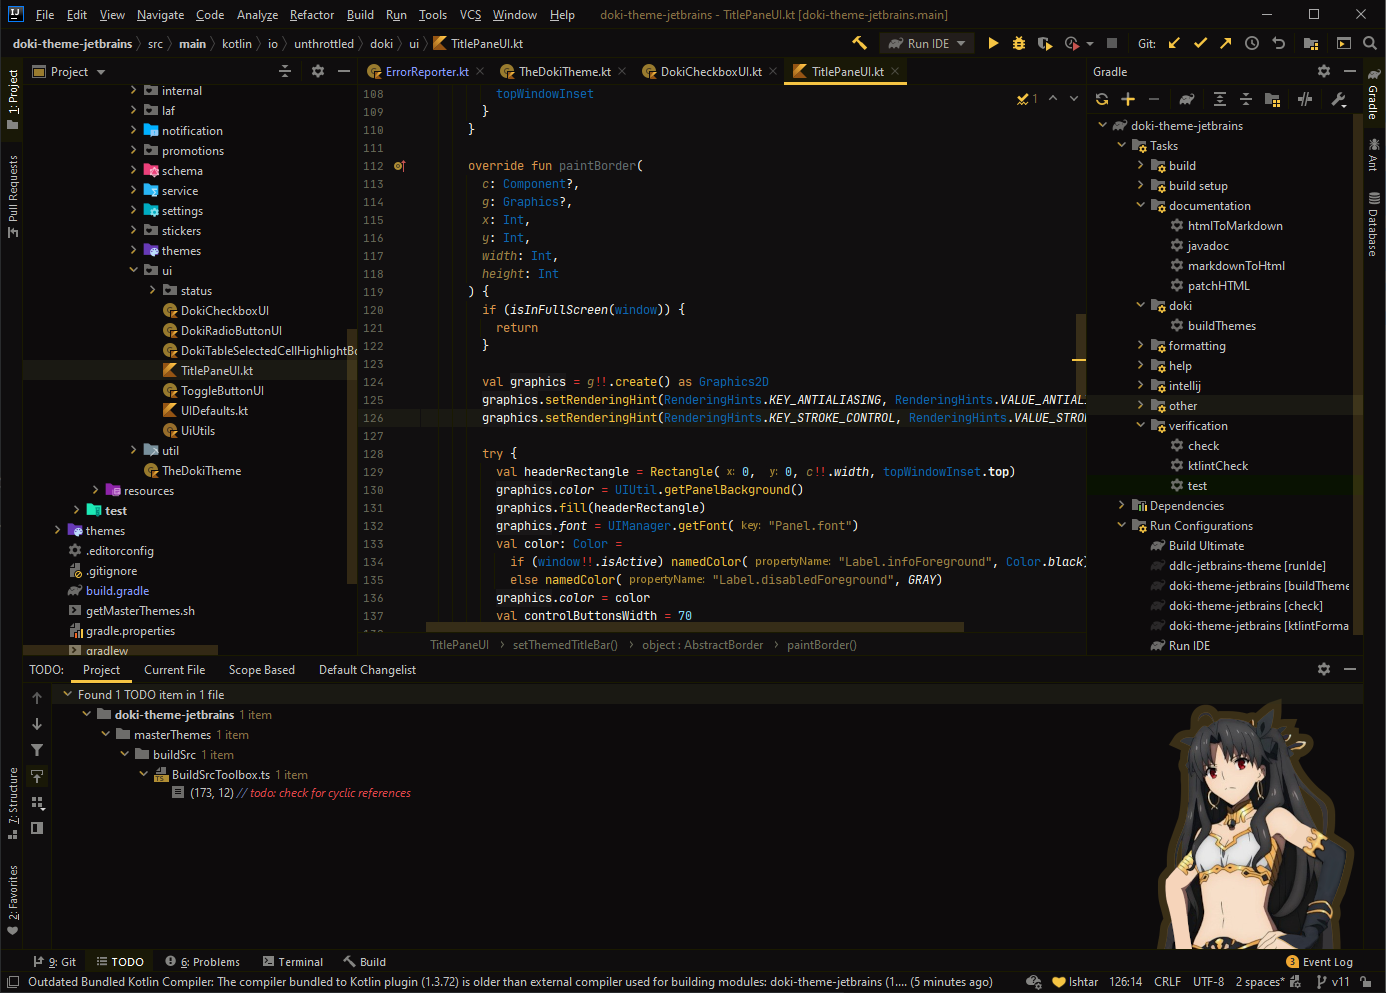 IJ File Edit View Navigate Code Analyze Refactor Build Run Tools VCS Window Help doki-theme-jetbrains - TitlePaneUI.kt [doki-theme-jetbrains.main]
doki-theme-jetbrains src main kotlin io unthrottled doki ui TitlePaneUI.kt Run IDE Git:
1: Project
Pull Requests
Project
internal
laf
notification
promotions
schema
service
settings
stickers
themes
ui
status
DokiCheckboxUI
DokiRadioButtonUI
DokiTableSelectedCellHighlightBo
TitlePaneUI.kt
ToggleButtonUI
UIDefaults.kt
UiUtils
util
TheDokiTheme
resources
test
themes
.editorconfig
.gitignore
build.gradle
getMasterThemes.sh
gradle.properties
gradlew
ErrorReporter.kt TheDokiTheme.kt DokiCheckboxUI.kt TitlePaneUI.kt
1
108 topWindowInset
109 }
110 }
111
112 override fun paintBorder(
113 c: Component?,
114 g: Graphics?,
115 x: Int,
116 y: Int,
117 width: Int,
118 height: Int
119 ) {
120 if (isInFullScreen(window)) {
121 return
122 }
123
124 val graphics = g!!.create() as Graphics2D
125 graphics.setRenderingHint(RenderingHints.KEY_ANTIALIASING, RenderingHints.VALUE_ANTIAL
126 graphics.setRenderingHint(RenderingHints.KEY_STROKE_CONTROL, RenderingHints.VALUE_STRO
127
128 try {
129 val headerRectangle = Rectangle( x: 0, y: 0, c!!.width, topWindowInset.top)
130 graphics.color = UIUtil.getPanelBackground()
131 graphics.fill(headerRectangle)
132 graphics.font = UIManager.getFont( key: "Panel.font")
133 val color: Color =
134 if (window!!.isActive) namedColor( propertyName: "Label.infoForeground", Color.black)
135 else namedColor( propertyName: "Label.disabledForeground", GRAY)
136 graphics.color = color
137 val controlButtonsWidth = 70
TitlePaneUI setThemedTitleBar() object : AbstractBorder paintBorder()
Gradle
doki-theme-jetbrains
Tasks
build
build setup
documentation
htmlToMarkdown
javadoc
markdownToHtml
patchHTML
doki
buildThemes
formatting
help
intellij
other
verification
check
ktlintCheck
test
Dependencies
Run Configurations
Build Ultimate
ddlc-jetbrains-theme [runIde]
doki-theme-jetbrains [buildTheme
doki-theme-jetbrains [check]
doki-theme-jetbrains [ktlintForma
Run IDE
Gradle
Ant
Database
TODO: Project Current File Scope Based Default Changelist
Found 1 TODO item in 1 file
doki-theme-jetbrains 1 item
masterThemes 1 item
buildSrc 1 item
TS BuildSrcToolbox.ts 1 item
(173, 12) // todo: check for cyclic references
7: Structure
2: Favorites
9: Git TODO 6: Problems Terminal Build 3 Event Log
Outdated Bundled Kotlin Compiler: The compiler bundled to Kotlin plugin (1.3.72) is older than external compiler used for building modules: doki-theme-jetbrains (1.... (5 minutes ago) Ishtar 126:14 CRLF UTF-8 2 spaces* v11